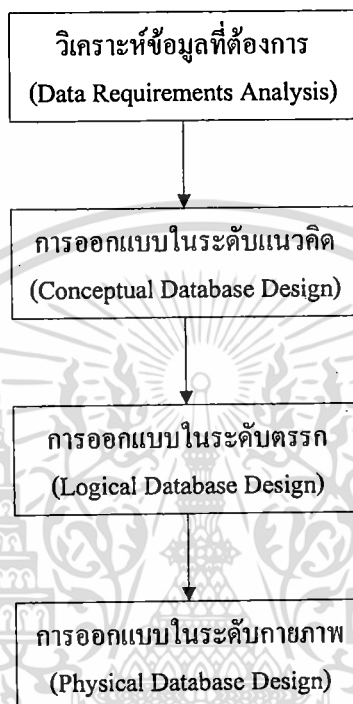 วิเคราะห์ข้อมูลที่ต้องการ
(Data Requirements Analysis)
การออกแบบในระดับแนวคิด
(Conceptual Database Design)
การออกแบบในระดับตรรก
(Logical Database Design)
การออกแบบในระดับกายภาพ
(Physical Database Design)